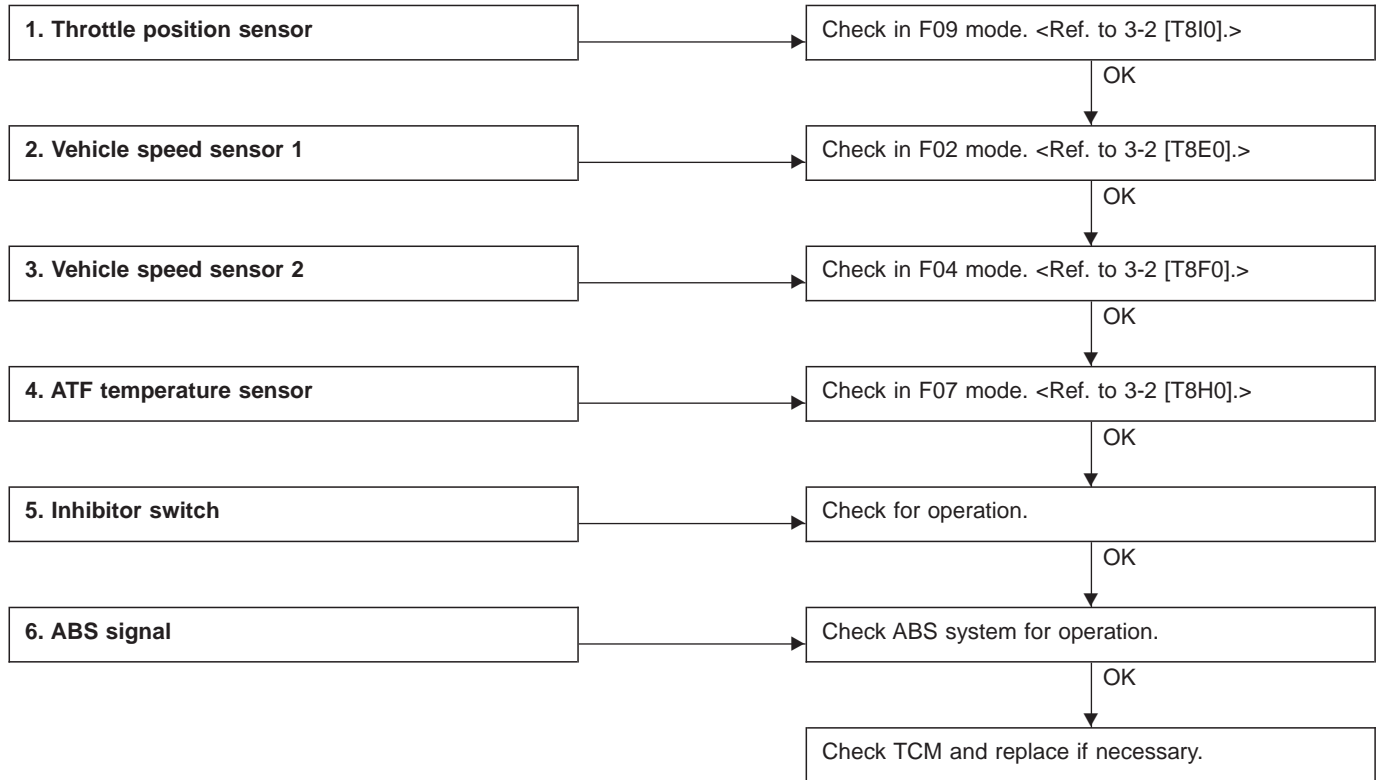 1. Throttle position sensor
Check in F09 mode. <Ref. to 3-2 [T8I0].>
OK
2. Vehicle speed sensor 1
Check in F02 mode. <Ref. to 3-2 [T8E0].>
OK
3. Vehicle speed sensor 2
Check in F04 mode. <Ref. to 3-2 [T8F0].>
OK
4. ATF temperature sensor
Check in F07 mode. <Ref. to 3-2 [T8H0].>
OK
5. Inhibitor switch
Check for operation.
OK
6. ABS signal
Check ABS system for operation.
OK
Check TCM and replace if necessary.